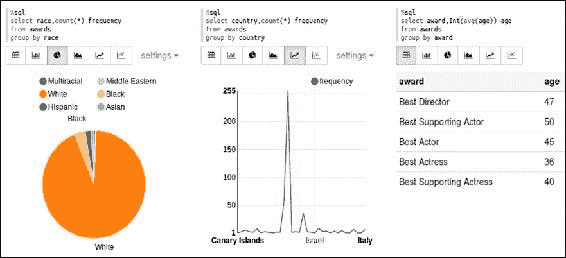 %sql
select race,count(*) frequency
from awards
group by race
settings
Multiracial
Middle Eastern
White
Black
Hispanic
Asian
Black
White
%sql
select country,count(*) frequency
from awards
group by country
settings
frequency
255
200
150
100
50
1
Canary Islands
Israel
Italy
%sql
select award,Int(avg(age)) age
from awards
group by award
award age
Best Director 47
Best Supporting Actor 50
Best Actor 45
Best Actress 36
Best Supporting Actress 40